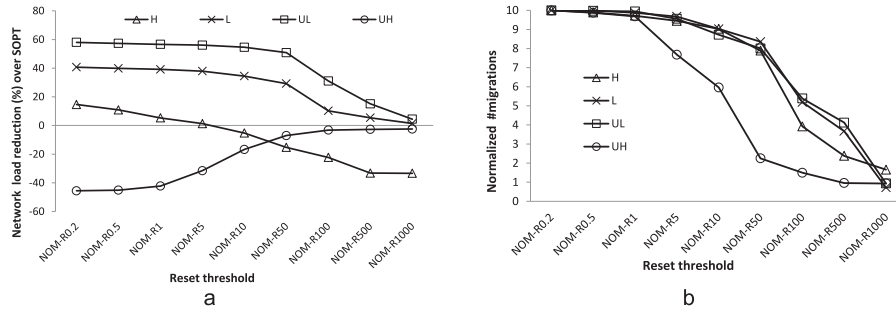 Network load reduction (%) over SOPT
80
60
40
20
0
-20
-40
-60
H L UL UH
NOM-R0.2 NOM-R0.5 NOM-R1 NOM-R5 NOM-R10 NOM-R50 NOM-R100 NOM-R500 NOM-R1000
Reset threshold
a
Normalized #migrations
10
9
8
7
6
5
4
3
2
1
0
H
L
UL
UH
NOM-R0.2 NOM-R0.5 NOM-R1 NOM-R5 NOM-R10 NOM-R50 NOM-R100 NOM-R500 NOM-R1000
Reset threshold
b